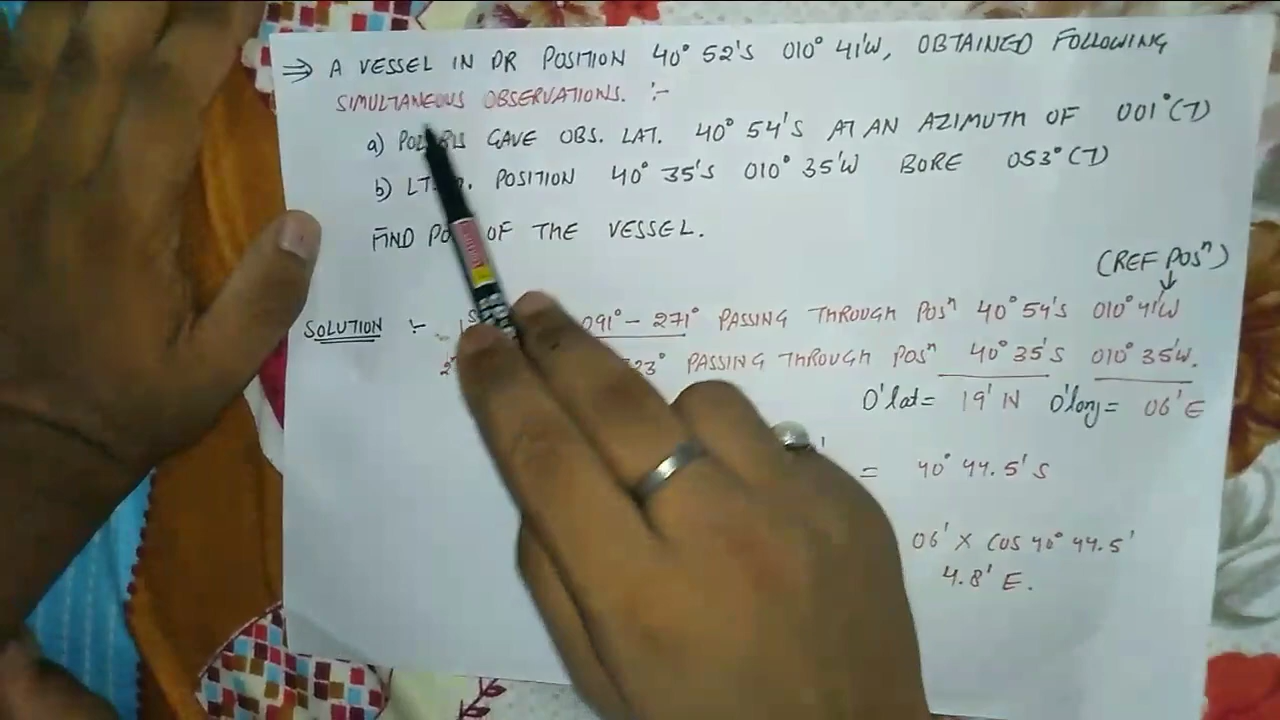 ⇒ A VESSEL IN DR POSITION 40° 52'S 010° 41'W, OBTAINED FOLLOWING
SIMULTANEOUS OBSERVATIONS. :-
a) GAVE OBS. LAT. 40° 54'S AT AN AZIMUTH OF 001°(T)
b) POSITION 40° 35'S 010° 35'W BORE 053°(T)
FIND OF THE VESSEL.
(REF POSⁿ)
↓
SOLUTION :- 091° - 271° PASSING THROUGH POSⁿ 40° 54'S 010° 41'W
PASSING THROUGH POSⁿ 40° 35'S 010° 35'W.
D'lat = 19' N D'long = 06' E
= 40° 44.5' S
06' X COS 40° 44.5'
4.8' E.